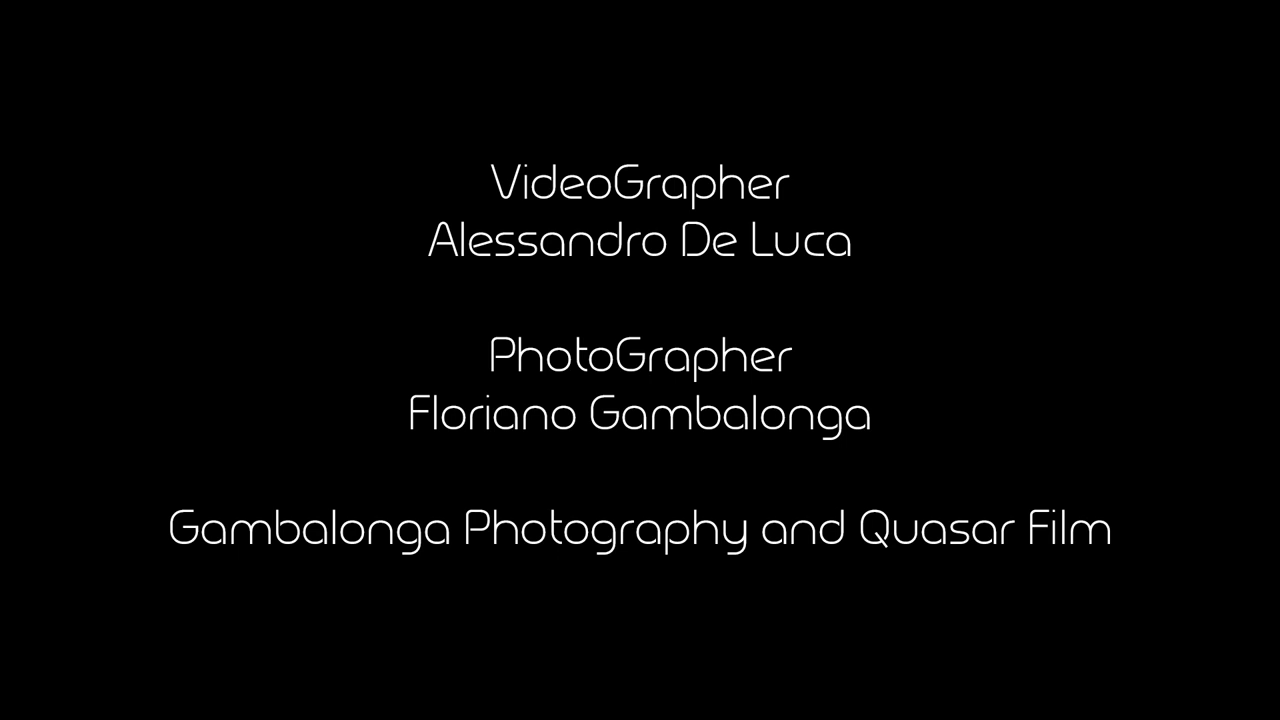 VideoGrapher
Alessandro De Luca
PhotoGrapher
Floriano Gambalonga
Gambalonga Photography and Quasar Film